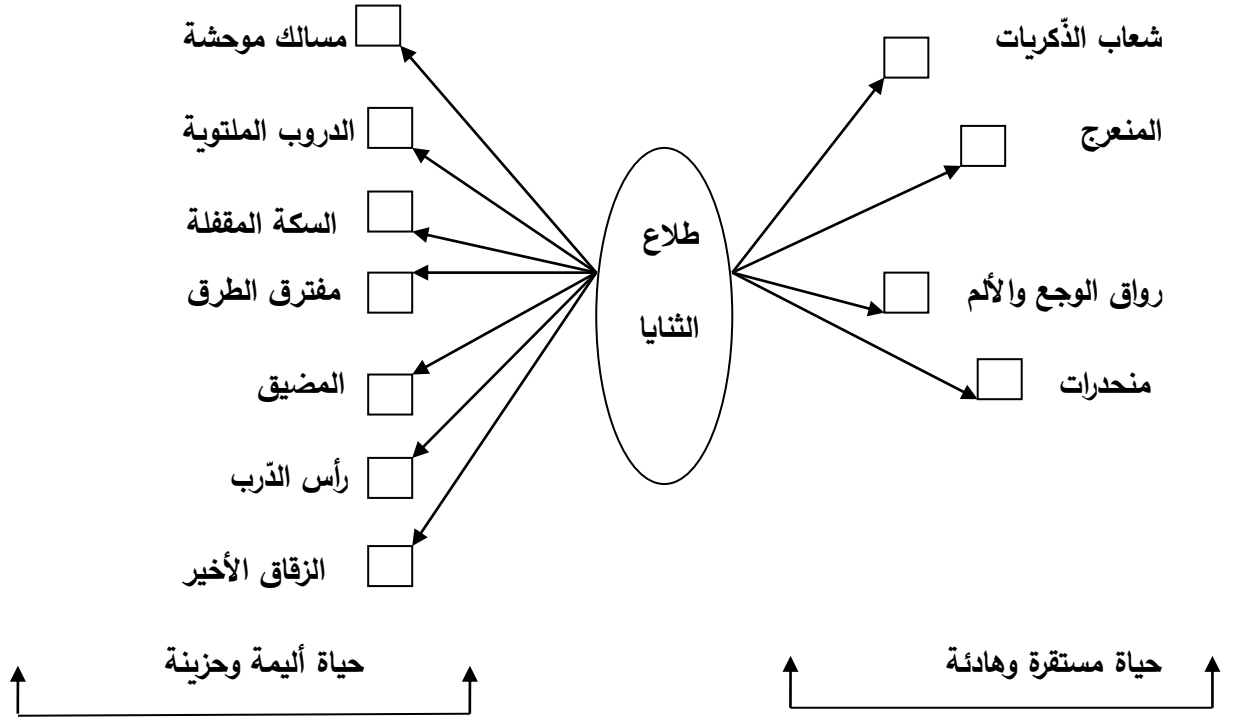 شعاب الذّكريات
المنعرج
رواق الوجع والألم
منحدرات
طلاع
الثنايا
مسالك موحشة
الدروب الملتوية
السكة المقفلة
مفترق الطرق
المضيق
رأس الدّرب
الزقاق الأخير
حياة مستقرة وهادئة
حياة أليمة وحزينة